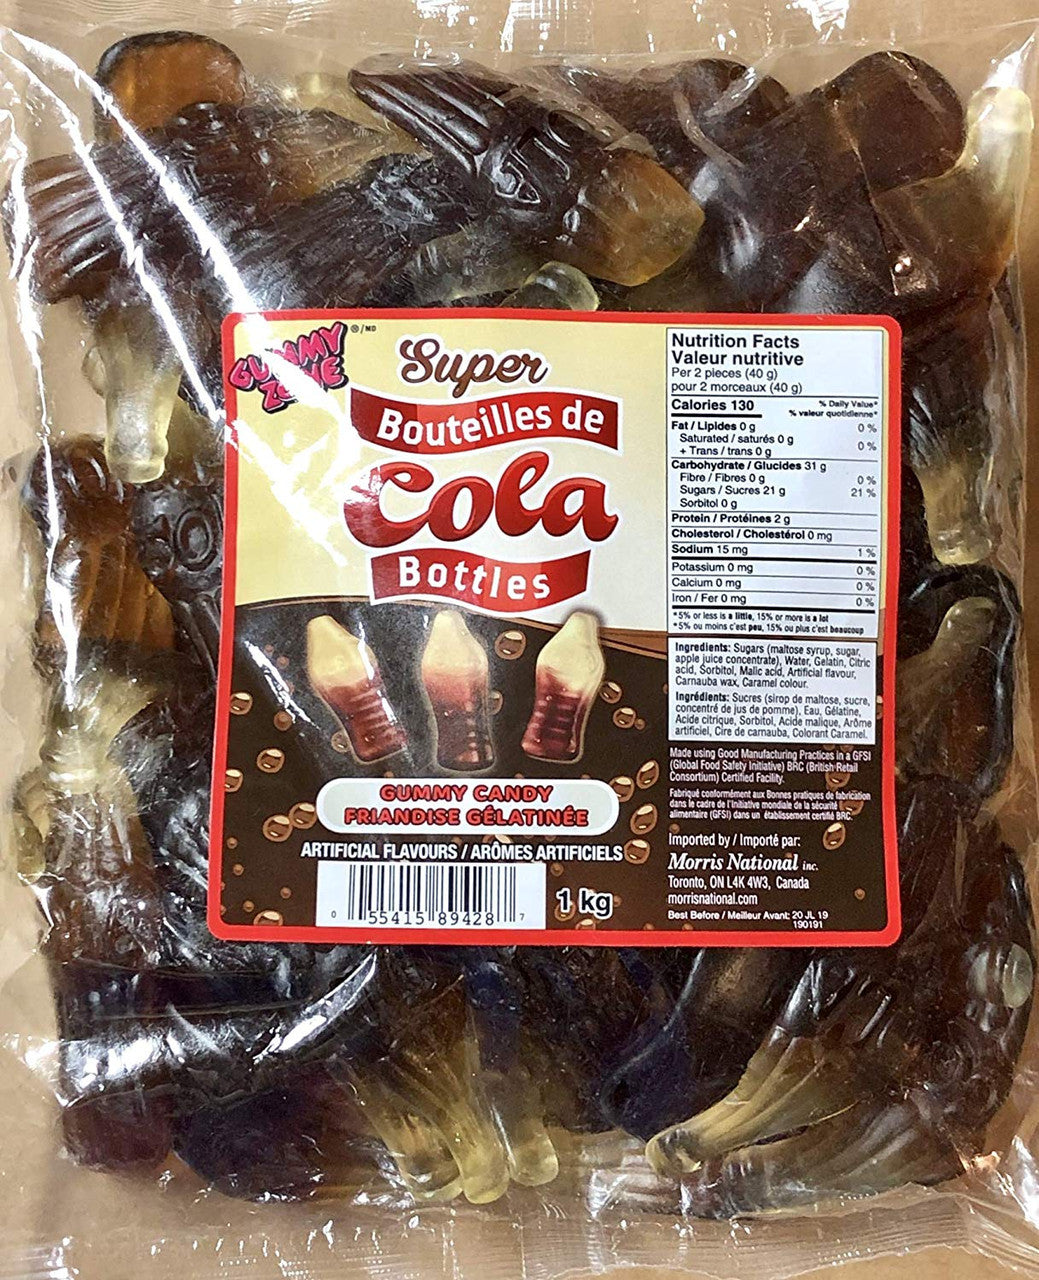 GUMMY ZONE ®/MD
Super
Bouteilles de
Cola
Bottles
GUMMY CANDY
FRIANDISE GÉLATINÉE
ARTIFICIAL FLAVOURS / ARÔMES ARTIFICIELS
0 55415 89428 7
1 kg
Nutrition Facts
Valeur nutritive
Per 2 pieces (40 g)
pour 2 morceaux (40 g)
Calories 130
% Daily Value*
% valeur quotidienne*
Fat / Lipides 0 g 0 %
Saturated / saturés 0 g
+ Trans / trans 0 g 0 %
Carbohydrate / Glucides 31 g
Fibre / Fibres 0 g 0 %
Sugars / Sucres 21 g 21 %
Sorbitol 0 g
Protein / Protéines 2 g
Cholesterol / Cholestérol 0 mg
Sodium 15 mg 1 %
Potassium 0 mg 0 %
Calcium 0 mg 0 %
Iron / Fer 0 mg 0 %
*5% or less is a little, 15% or more is a lot
*5% ou moins c'est peu, 15% ou plus c'est beaucoup
Ingredients: Sugars (maltose syrup, sugar,
apple juice concentrate), Water, Gelatin, Citric
acid, Sorbitol, Malic acid, Artificial flavour,
Carnauba wax, Caramel colour.
Ingrédients: Sucres (sirop de maltose, sucre,
concentré de jus de pomme), Eau, Gélatine,
Acide citrique, Sorbitol, Acide malique, Arôme
artificiel, Cire de carnauba, Colorant Caramel.
Made using Good Manufacturing Practices in a GFSI
(Global Food Safety Initiative) BRC (British Retail
Consortium) Certified Facility.
Fabriqué conformément aux Bonnes pratiques de fabrication
dans le cadre de l'Initiative mondiale de la sécurité
alimentaire (GFSI) dans un établissement certifié BRC.
Imported by / Importé par:
Morris National inc.
Toronto, ON L4K 4W3, Canada
morrisnational.com
Best Before / Meilleur Avant: 20 JL 19
190191